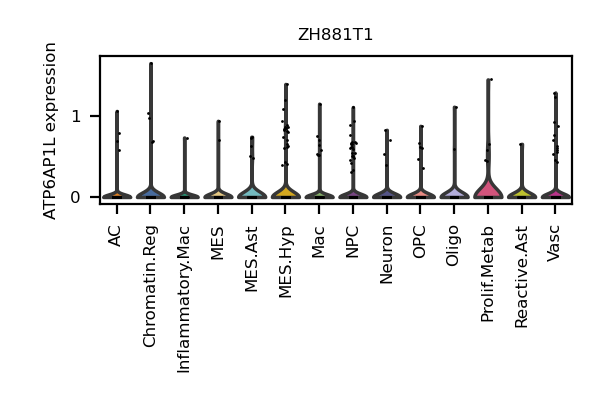 ZH881T1
ATP6AP1L expression
1
0
AC
Chromatin.Reg
Inflammatory.Mac
MES
MES.Ast
MES.Hyp
Mac
NPC
Neuron
OPC
Oligo
Prolif.Metab
Reactive.Ast
Vasc